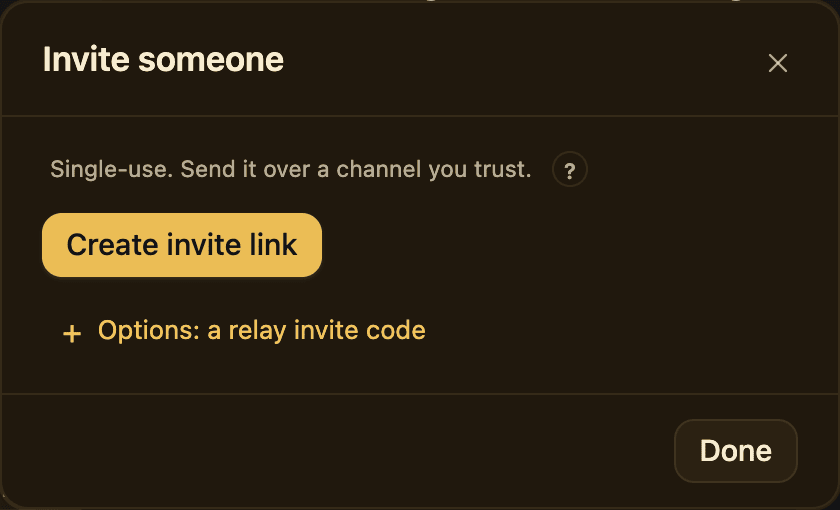 Invite someone
Single-use. Send it over a channel you trust. ?
Create invite link
+ Options: a relay invite code
Done